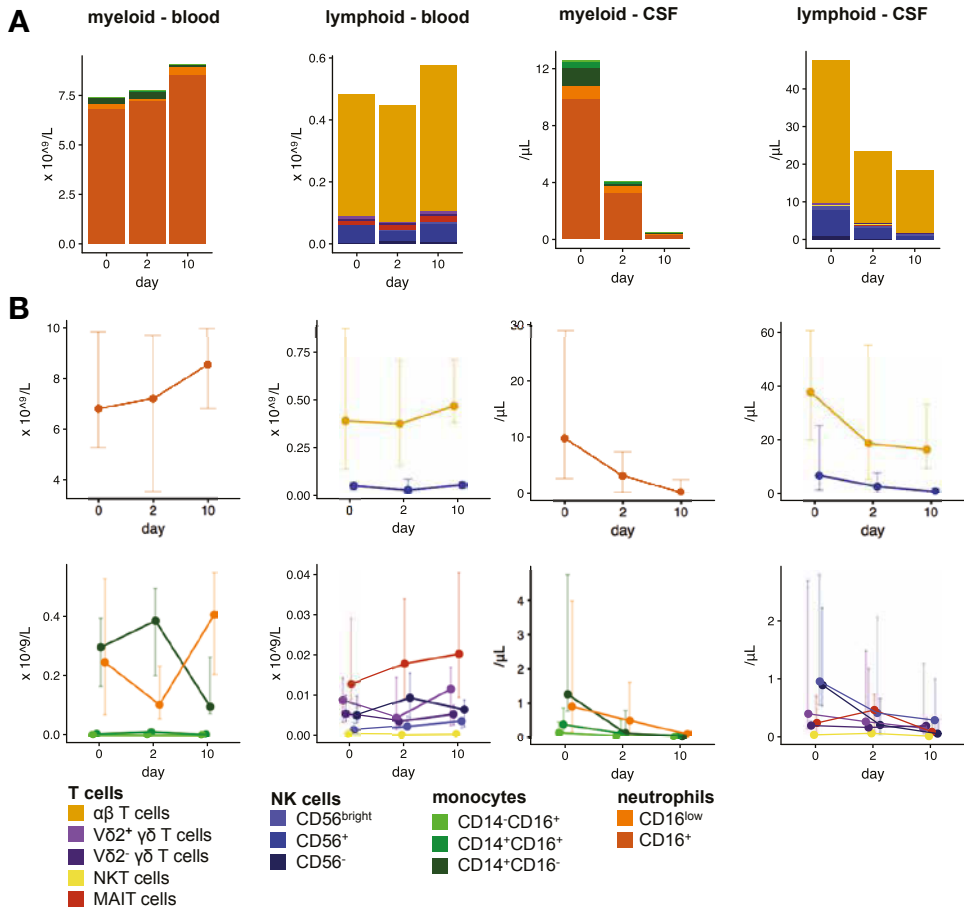 A
myeloid - blood
lymphoid - blood
myeloid - CSF
lymphoid - CSF
x 10^9/L
7.5
5.0
2.5
0.0
0 2 10
day
x 10^9/L
0.6
0.4
0.2
0.0
0 2 10
day
/μL
12
8
4
0
0 2 10
day
/μL
50
40
30
20
10
0
0 2 10
day
B
x 10^9/L
10
8
6
4
0 2 10
day
x 10^9/L
0.75
0.50
0.25
0.00
0 2 10
day
/μL
30
20
10
0
0 2 10
day
/μL
60
40
20
0
0 2 10
day
x 10^9/L
0.4
0.2
0.0
0 2 10
day
x 10^9/L
0.04
0.03
0.02
0.01
0.00
0 2 10
day
/μL
4
3
2
1
0
0 2 10
day
/μL
2
1
0
0 2 10
day
T cells
αβ T cells
Vδ2⁺ γδ T cells
Vδ2⁻ γδ T cells
NKT cells
MAIT cells
NK cells
CD56bright
CD56⁺
CD56⁻
monocytes
CD14⁻CD16⁺
CD14⁺CD16⁺
CD14⁺CD16⁻
neutrophils
CD16low
CD16⁺